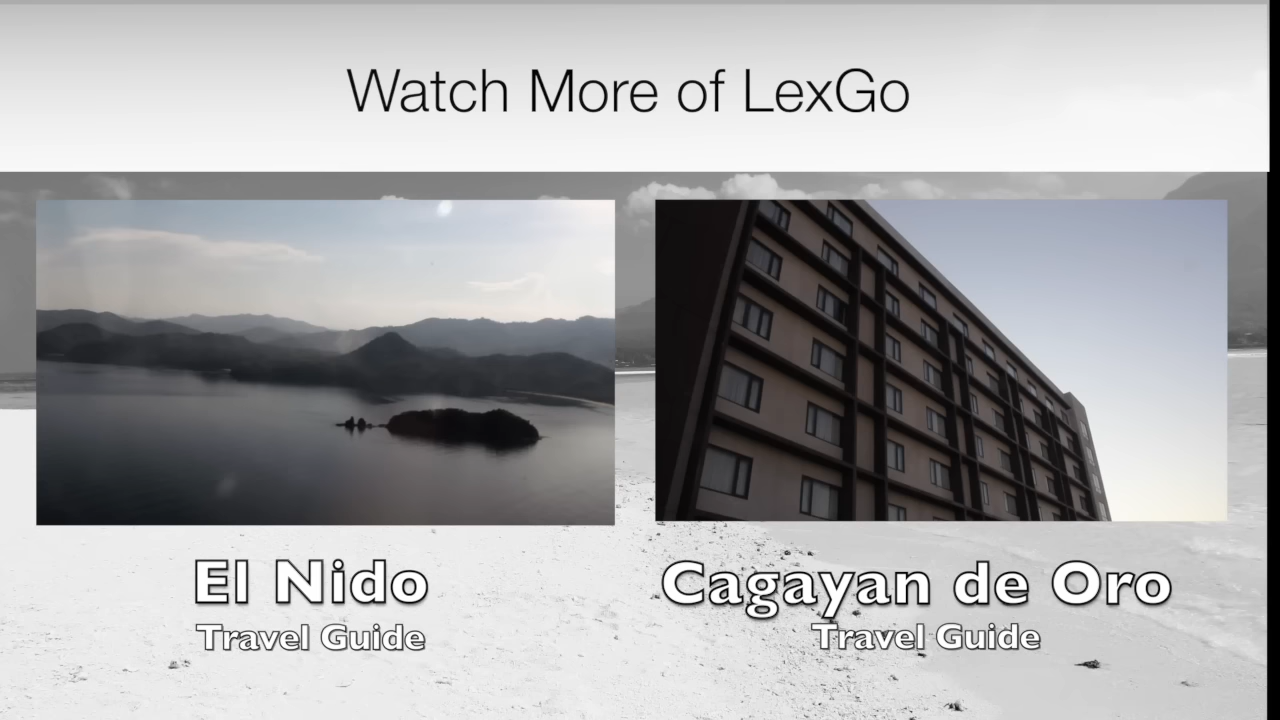 Watch More of LexGo
El Nido
Travel Guide
Cagayan de Oro
Travel Guide